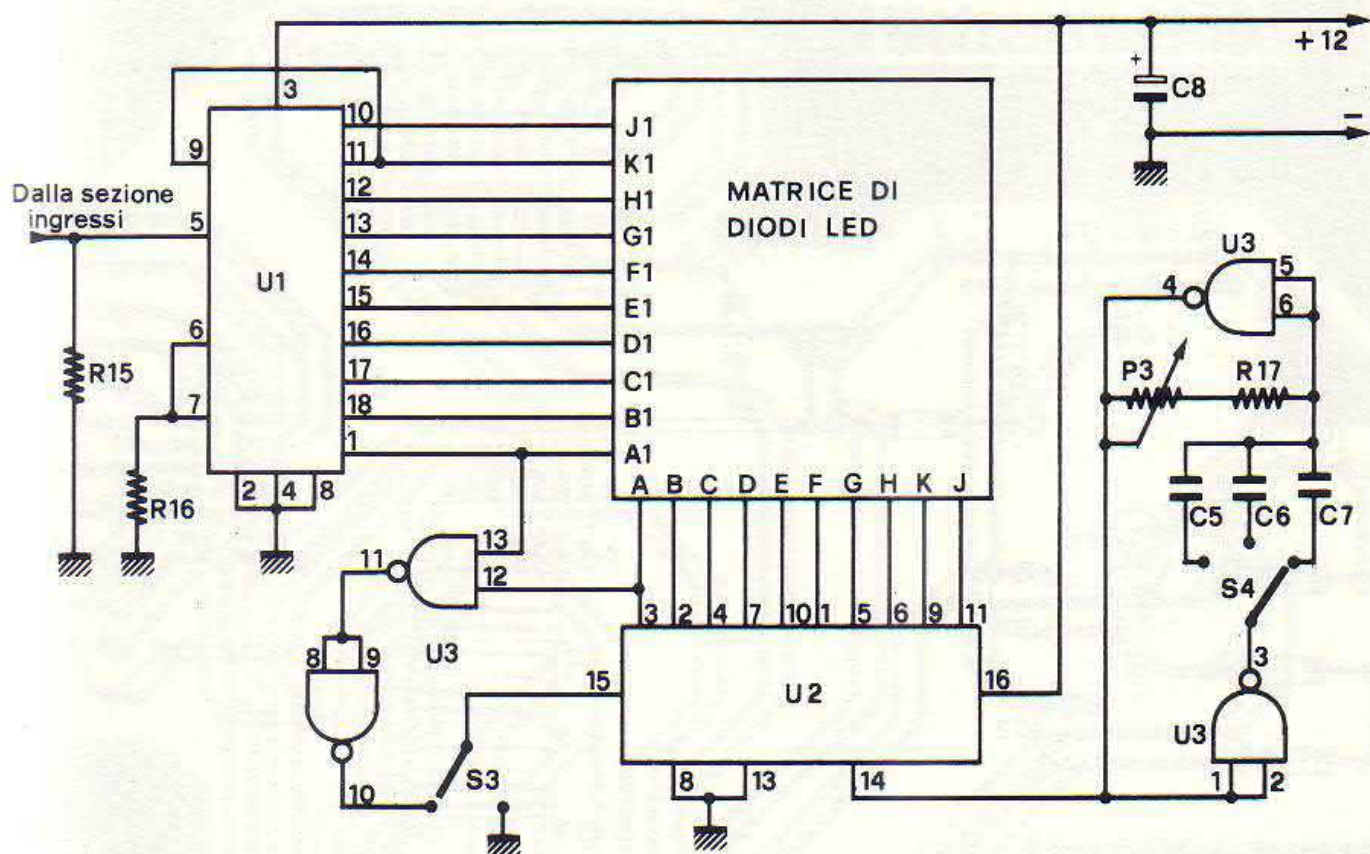 + 12
+
C8
-
3
10
J1
9
11
K1
12
H1
MATRICE DI
DIODI LED
Dalla sezione
ingressi
5
13
G1
U1
14
F1
U3
4
5
6
15
E1
6
16
D1
R15
P3
R17
17
C1
7
18
B1
1
A1
2
4
8
R16
A
B
C
D
E
F
G
H
K
J
C5
C6
C7
11
13
12
S4
3
2
4
7
10
1
5
6
9
11
8
9
U3
15
U2
16
3
U3
S3
10
8
13
14
1
2